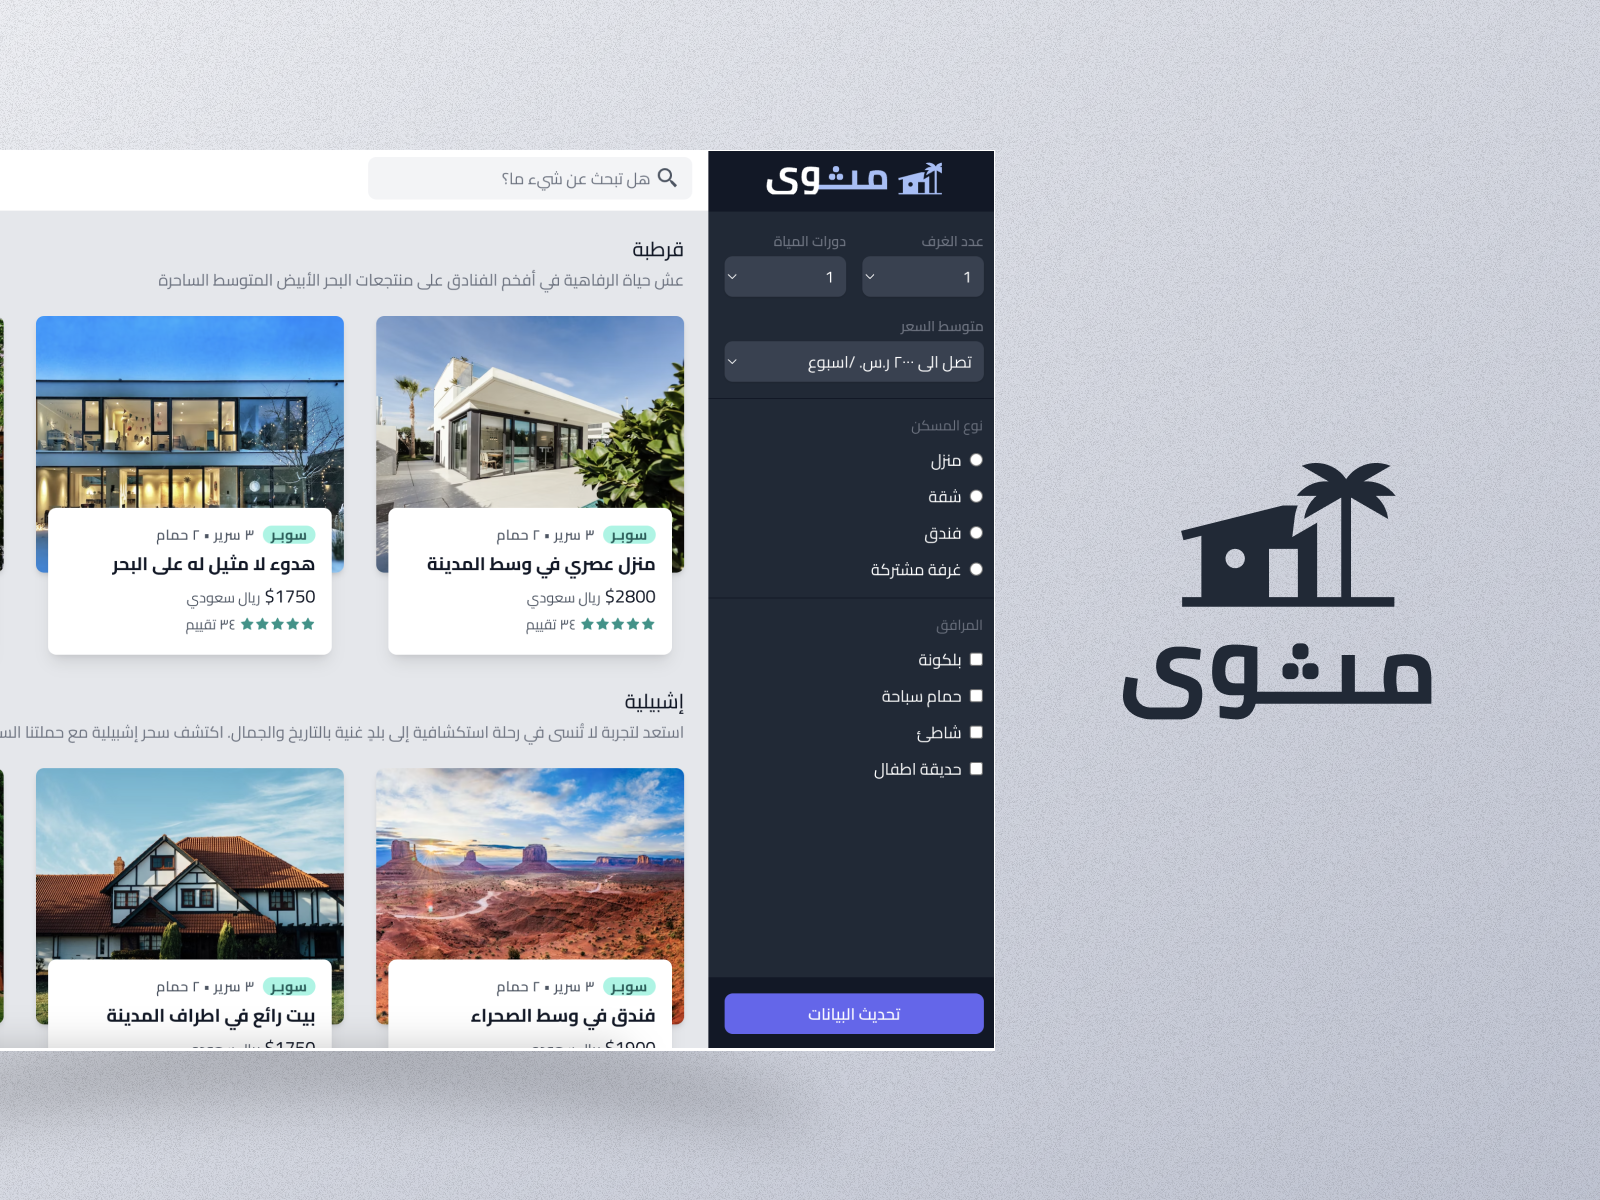 مثوى
عدد الغرف
دورات المياة
1
1
متوسط السعر
تصل الى ٢٠٠٠ ر.س. /اسبوع
نوع المسكن
منزل
شقة
فندق
غرفة مشتركة
المرافق
بلكونة
حمام سباحة
شاطئ
حديقة اطفال
تحديث البيانات
هل تبحث عن شيء ما؟
قرطبة
عش حياة الرفاهية في أفخم الفنادق على منتجعات البحر الأبيض المتوسط الساحرة
سوبر ٣ سرير • ٢ حمام
منزل عصري في وسط المدينة
$2800 ريال سعودي
٣٤ تقييم
سوبر ٣ سرير • ٢ حمام
هدوء لا مثيل له على البحر
$1750 ريال سعودي
٣٤ تقييم
إشبيلية
استعد لتجربة لا تُنسى في رحلة استكشافية إلى بلدٍ غنية بالتاريخ والجمال. اكتشف سحر إشبيلية مع حملتنا
سوبر ٣ سرير • ٢ حمام
فندق في وسط الصحراء
سوبر ٣ سرير • ٢ حمام
بيت رائع في اطراف المدينة
مثوى